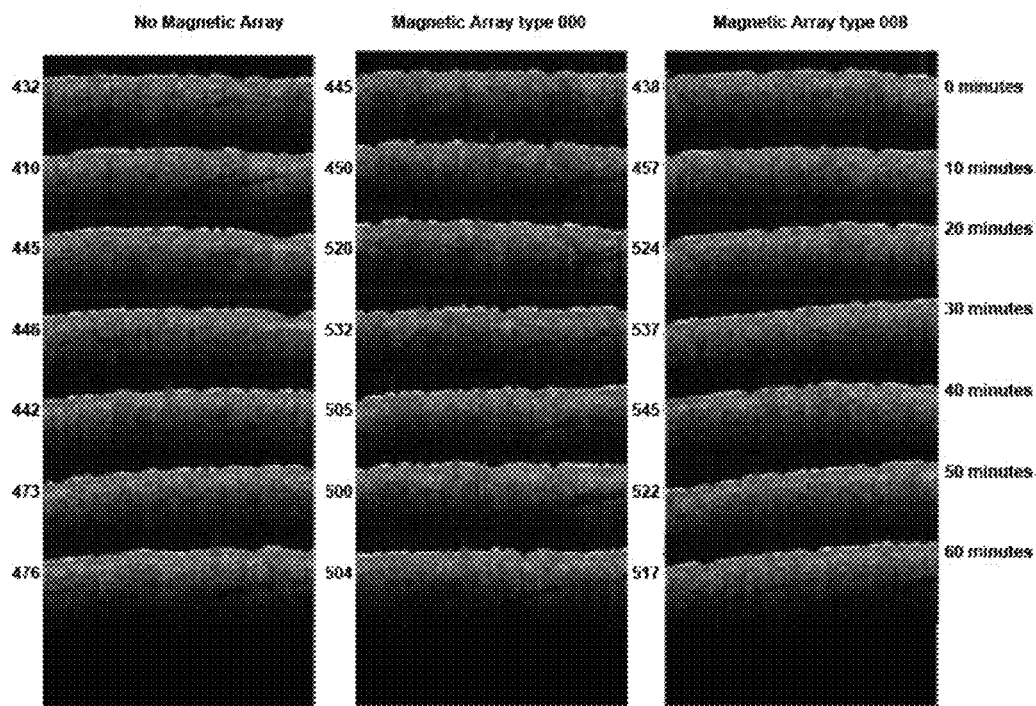 No Magnetic Array Magnetic Array type 000 Magnetic Array type 008
432 445 438 0 minutes
410 450 457 10 minutes
445 520 524 20 minutes
446 532 537 30 minutes
442 505 545 40 minutes
473 500 522 50 minutes
476 504 517 60 minutes